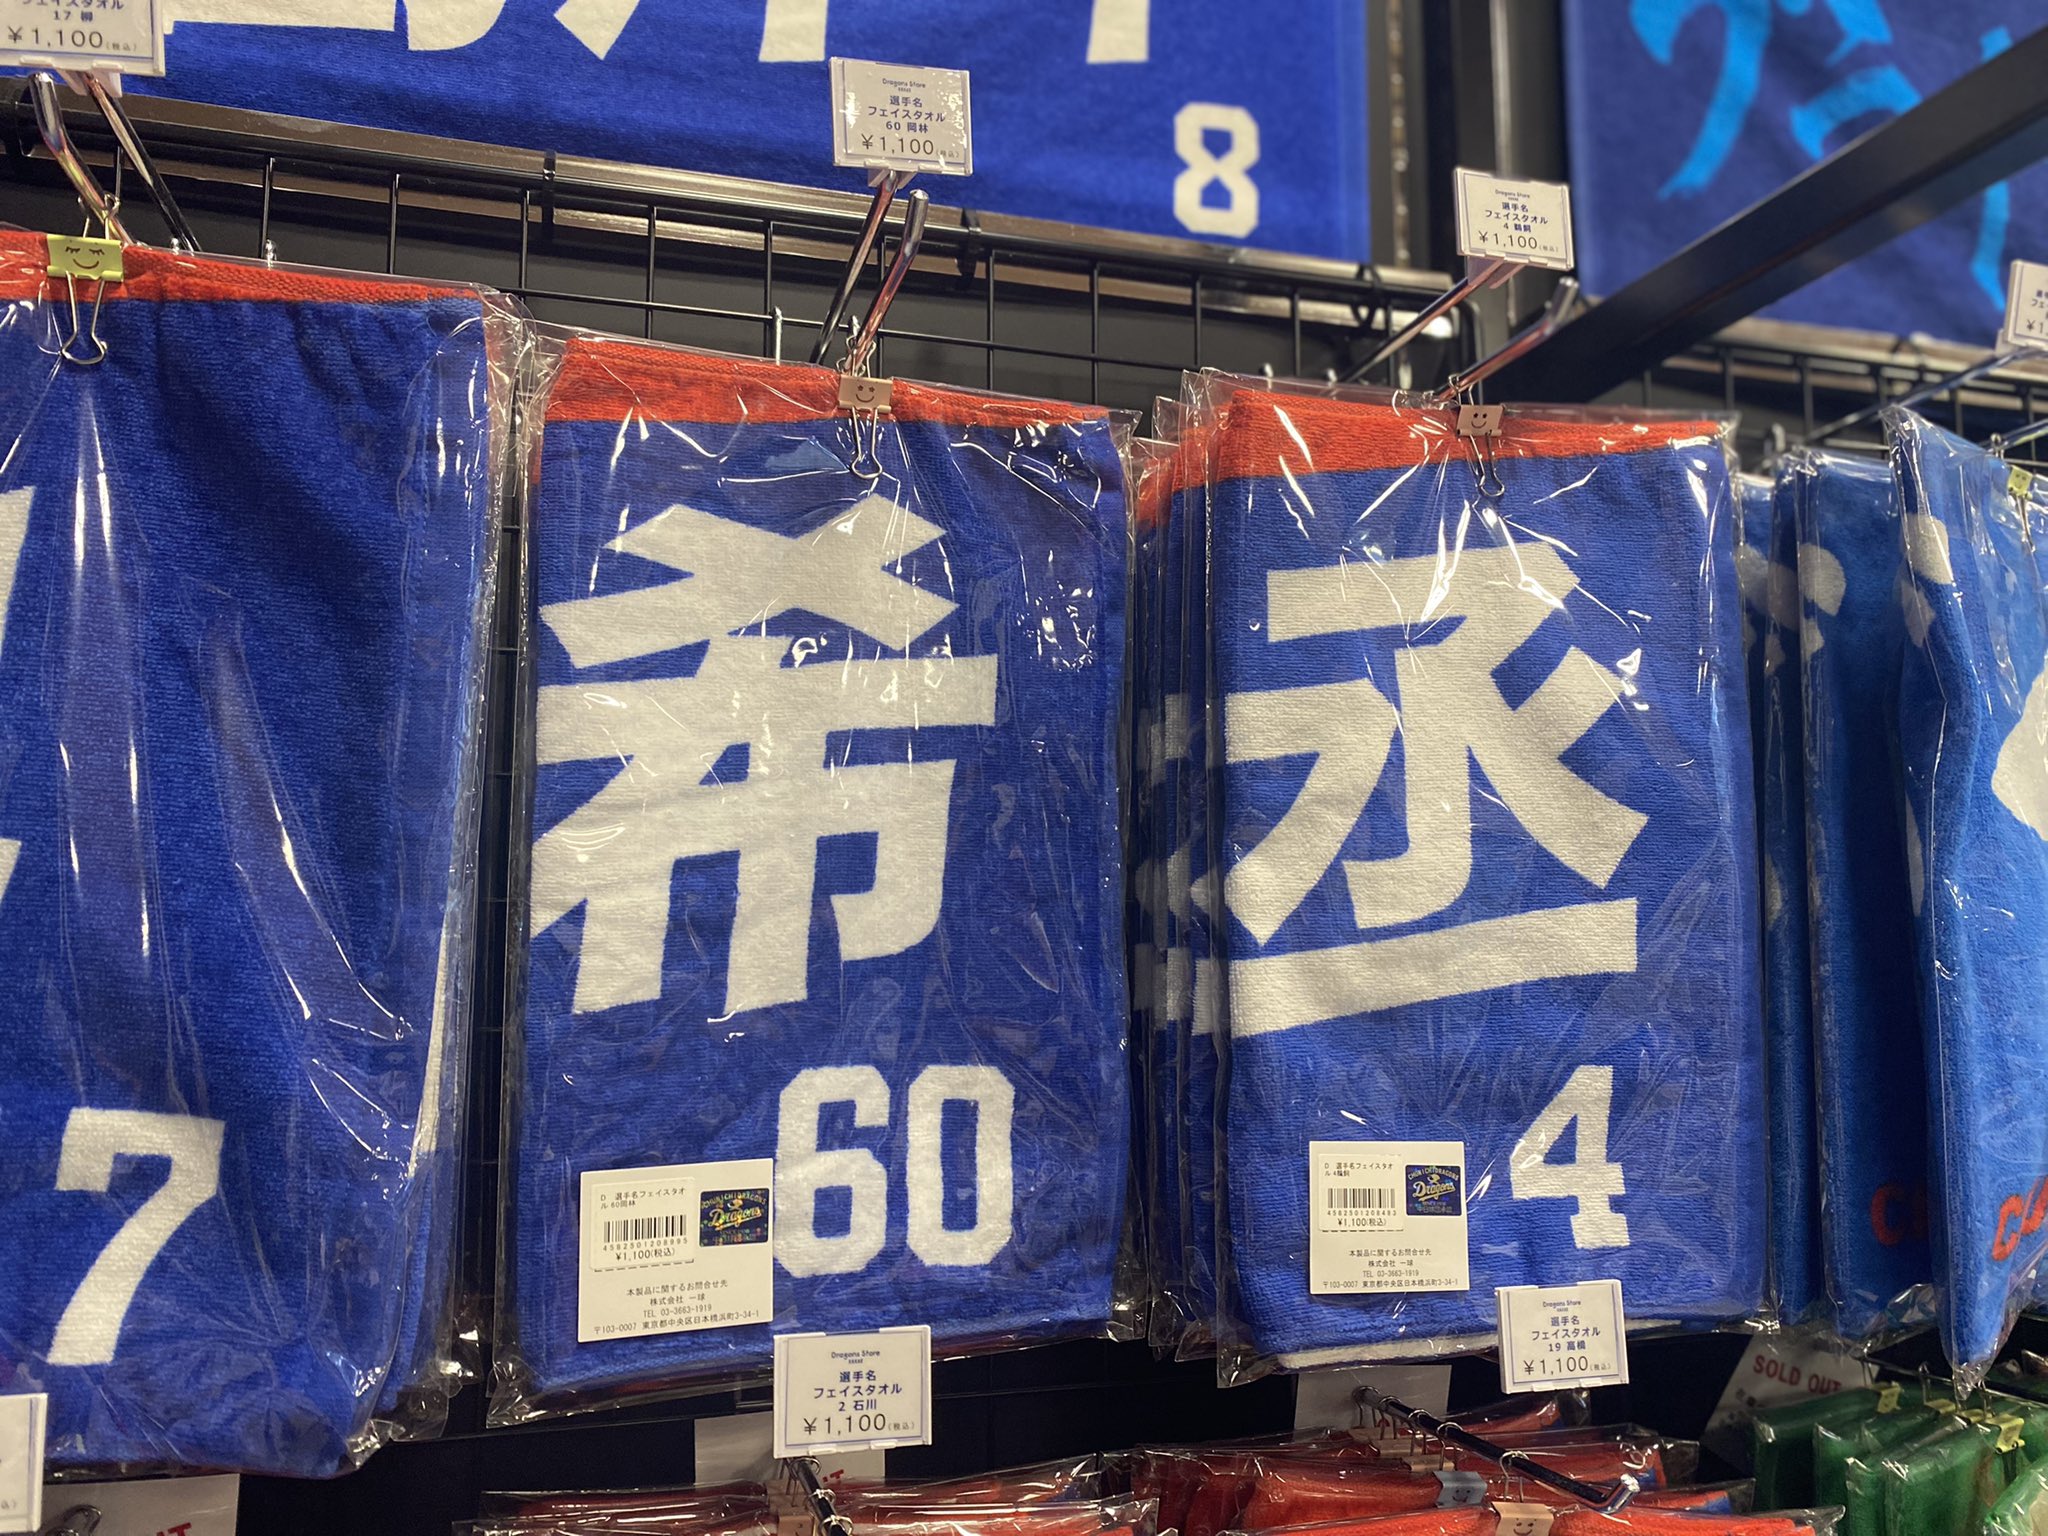 フェイスタオル
17 柳
¥1,100(税込)
Dragons Store
選手名
フェイスタオル
60 岡林
¥1,100(税込)
8
Dragons Store
選手名
フェイスタオル
4 鵜飼
¥1,100(税込)
希
60
D 選手名フェイスタオ
ル 60岡林
4582501208995
¥1,100(税込)
Dragons
本製品に関するお問合せ先
株式会社 一球
TEL 03-3663-1919
〒103-0007 東京都中央区日本橋浜町3-34-1
丞
4
D 選手名フェイスタオ
ル 4鵜飼
4582501208483
¥1,100(税込)
CHUNICHI DRAGONS
Dragons
本製品に関するお問合せ先
株式会社 一球
TEL 03-3663-1919
〒103-0007 東京都中央区日本橋浜町3-34-1
7
Dragons Store
選手名
フェイスタオル
2 石川
¥1,100(税込)
Dragons Store
選手名
フェイスタオル
19 高橋
¥1,100(税込)
SOLD OUT